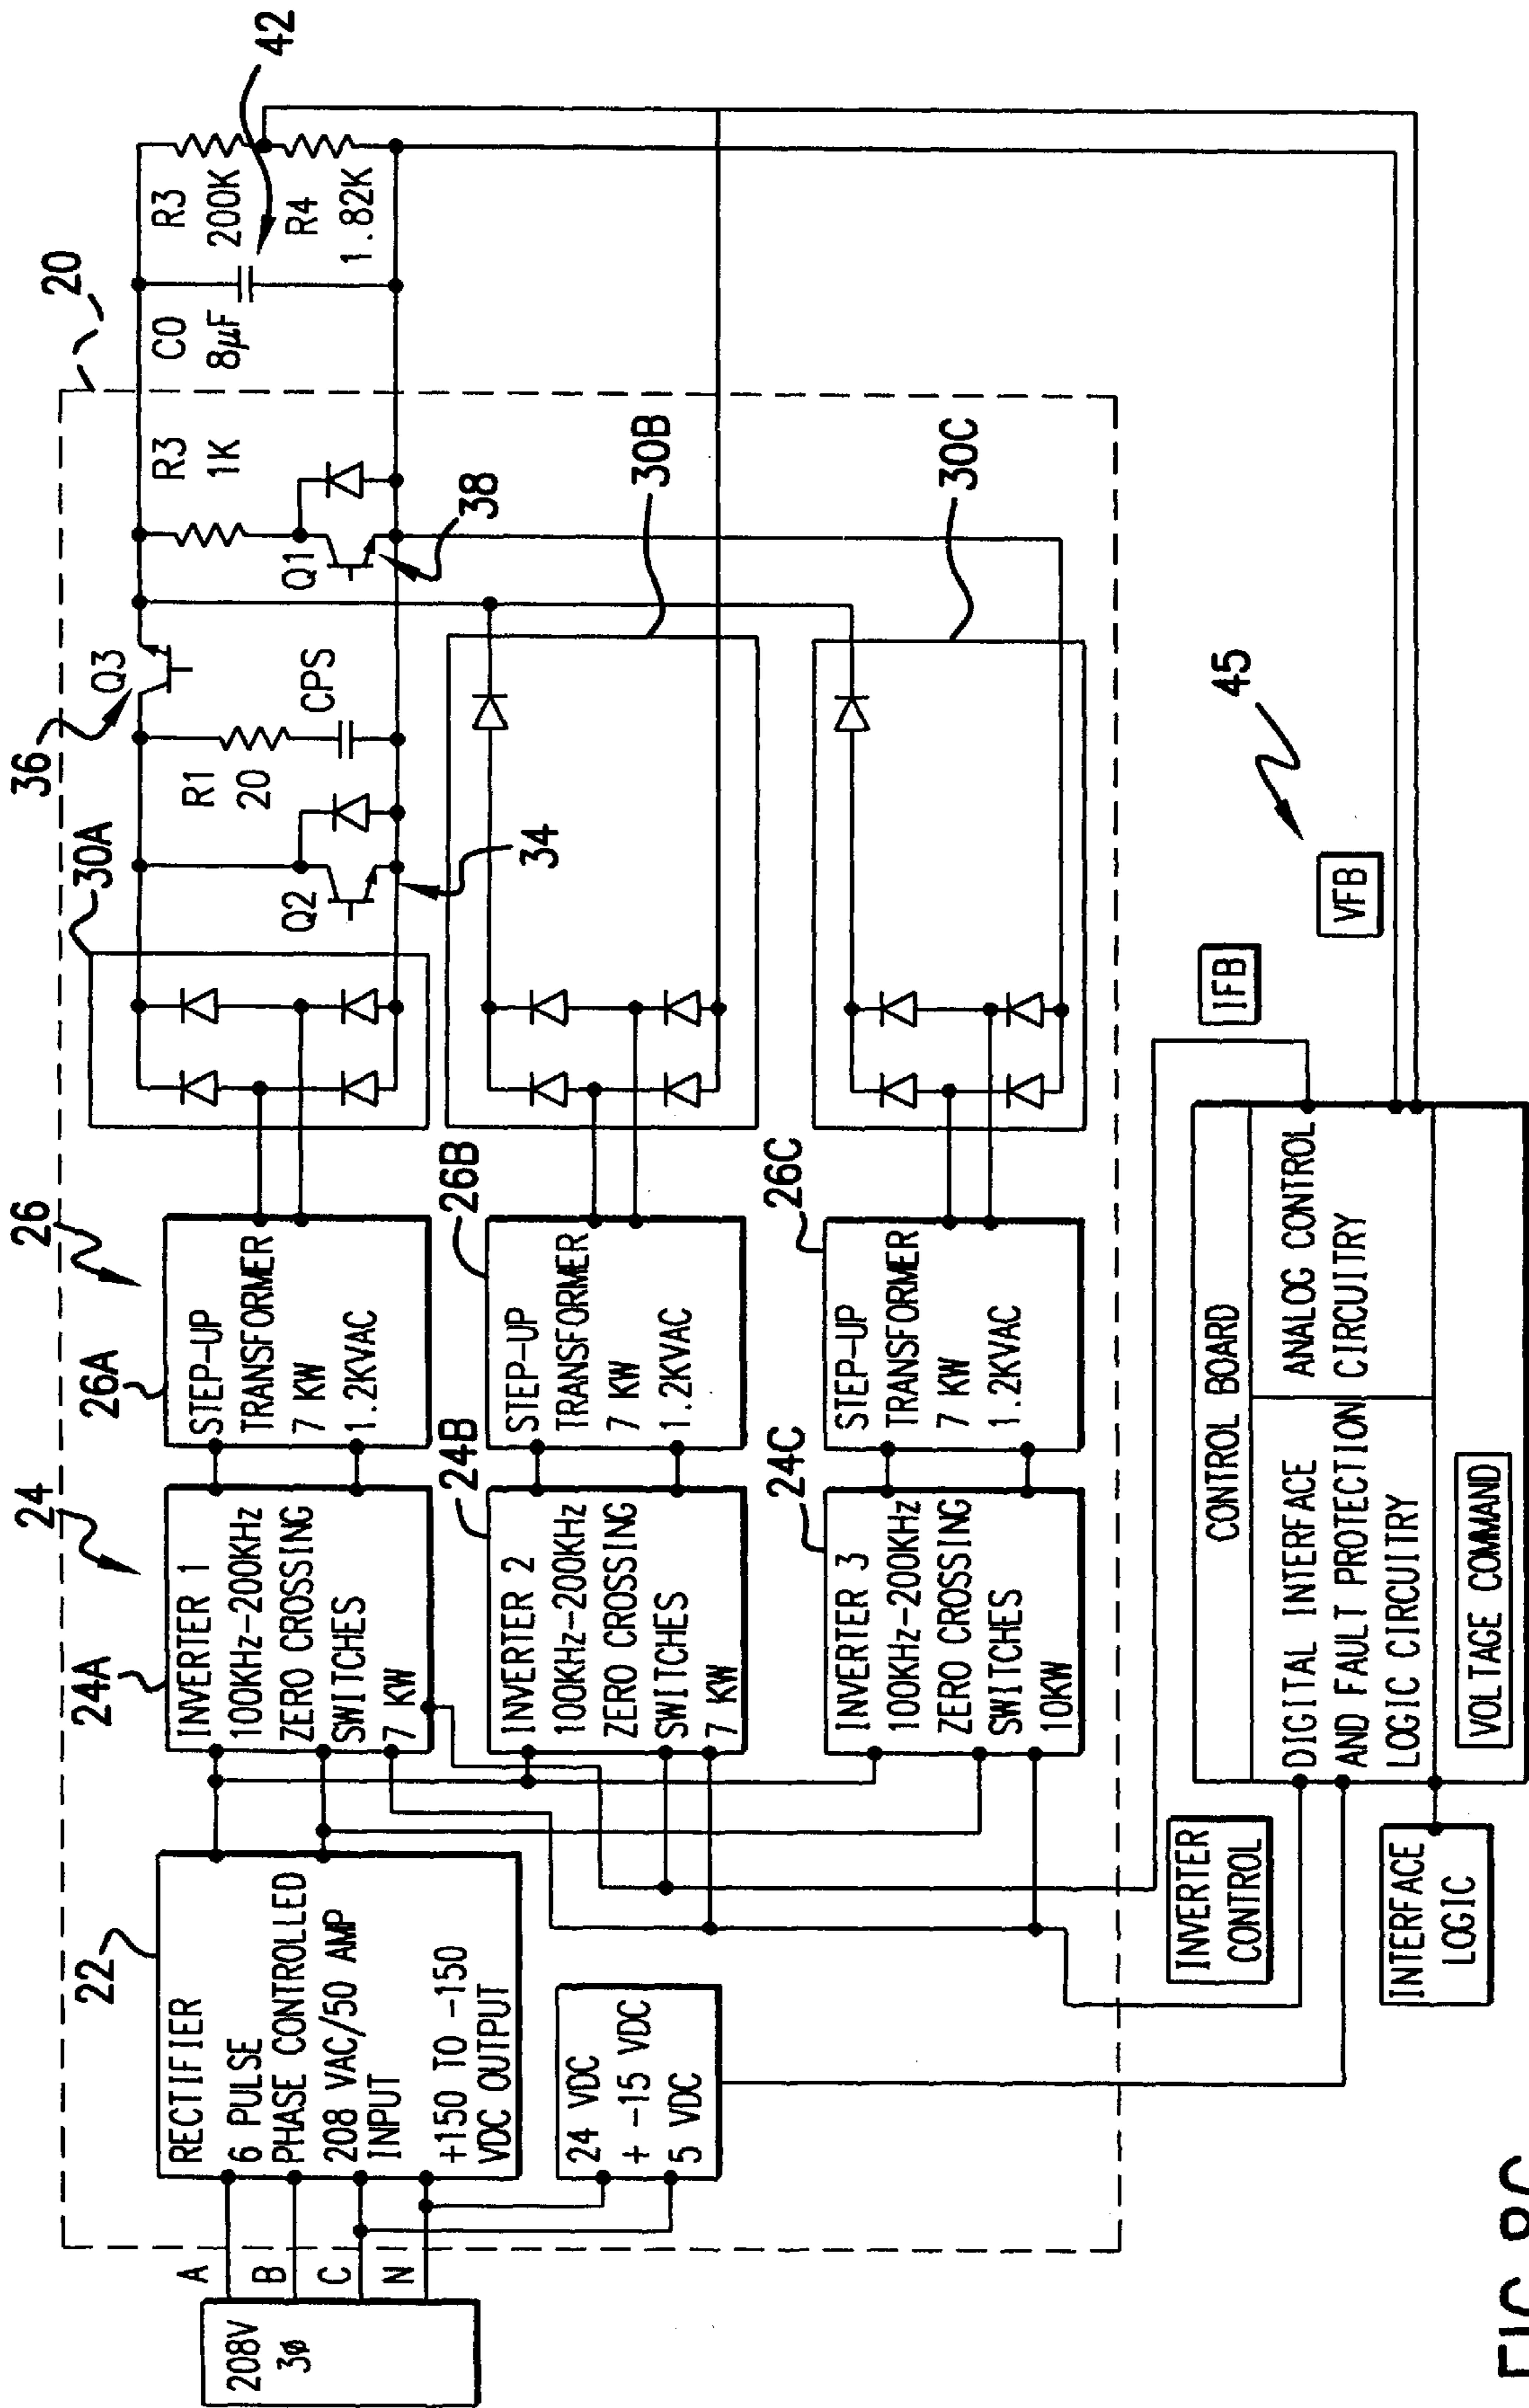 208V
3ø
A
B
C
N
22
RECTIFIER
6 PULSE
PHASE CONTROLLED
208 VAC/50 AMP
INPUT
+150 TO -150
VDC OUTPUT
24 VDC
+ -15 VDC
5 VDC
24
24A
INVERTER 1
100KHz-200KHz
ZERO CROSSING
SWITCHES
7 KW
24B
INVERTER 2
100KHz-200KHz
ZERO CROSSING
SWITCHES
7 KW
24C
INVERTER 3
100KHz-200KHz
ZERO CROSSING
SWITCHES
10KW
26
26A
STEP-UP
TRANSFORMER
7 KW
1.2KVAC
26B
STEP-UP
TRANSFORMER
7 KW
1.2KVAC
26C
STEP-UP
TRANSFORMER
7 KW
1.2KVAC
30A
36
Q3
Q2
R1
20
CPS
34
30B
30C
Q1
38
R3
1K
20
C0
8µF
R3
200K
R4
1.82K
42
45
IFB
VFB
INVERTER
CONTROL
INTERFACE
LOGIC
CONTROL BOARD
DIGITAL INTERFACE
AND FAULT PROTECTION
LOGIC CIRCUITRY
ANALOG CONTROL
CIRCUITRY
VOLTAGE COMMAND
FIG.8C